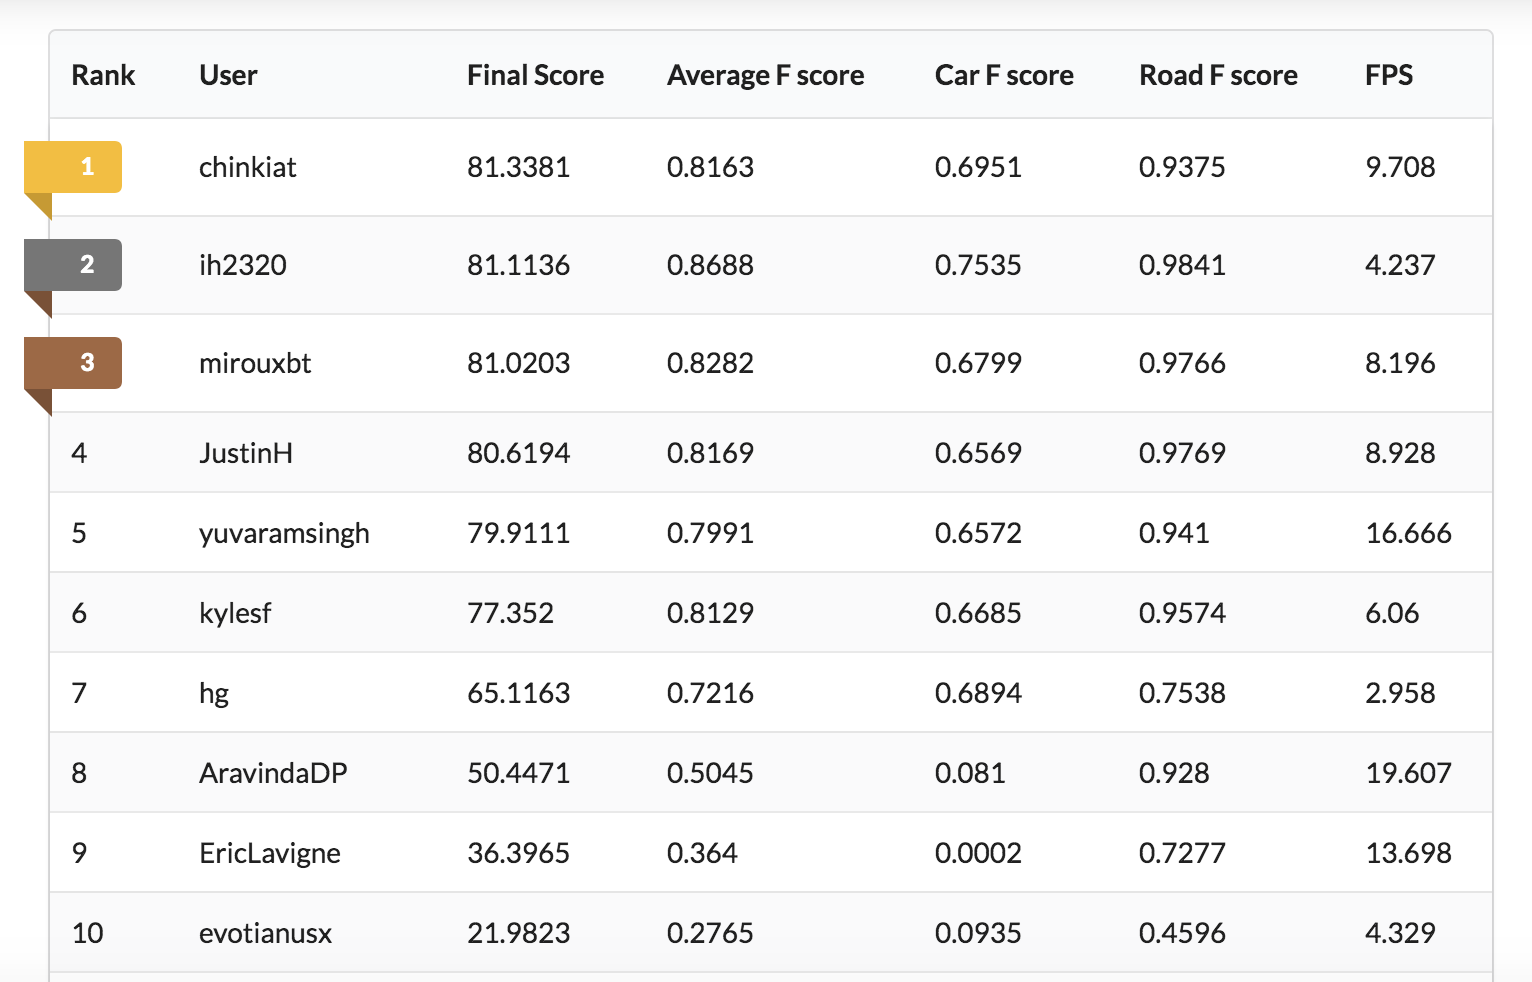 Rank User Final Score Average F score Car F score Road F score FPS
1 chinkiat 81.3381 0.8163 0.6951 0.9375 9.708
2 ih2320 81.1136 0.8688 0.7535 0.9841 4.237
3 mirouxbt 81.0203 0.8282 0.6799 0.9766 8.196
4 JustinH 80.6194 0.8169 0.6569 0.9769 8.928
5 yuvaramsingh 79.9111 0.7991 0.6572 0.941 16.666
6 kylesf 77.352 0.8129 0.6685 0.9574 6.06
7 hg 65.1163 0.7216 0.6894 0.7538 2.958
8 AravindaDP 50.4471 0.5045 0.081 0.928 19.607
9 EricLavigne 36.3965 0.364 0.0002 0.7277 13.698
10 evotianusx 21.9823 0.2765 0.0935 0.4596 4.329